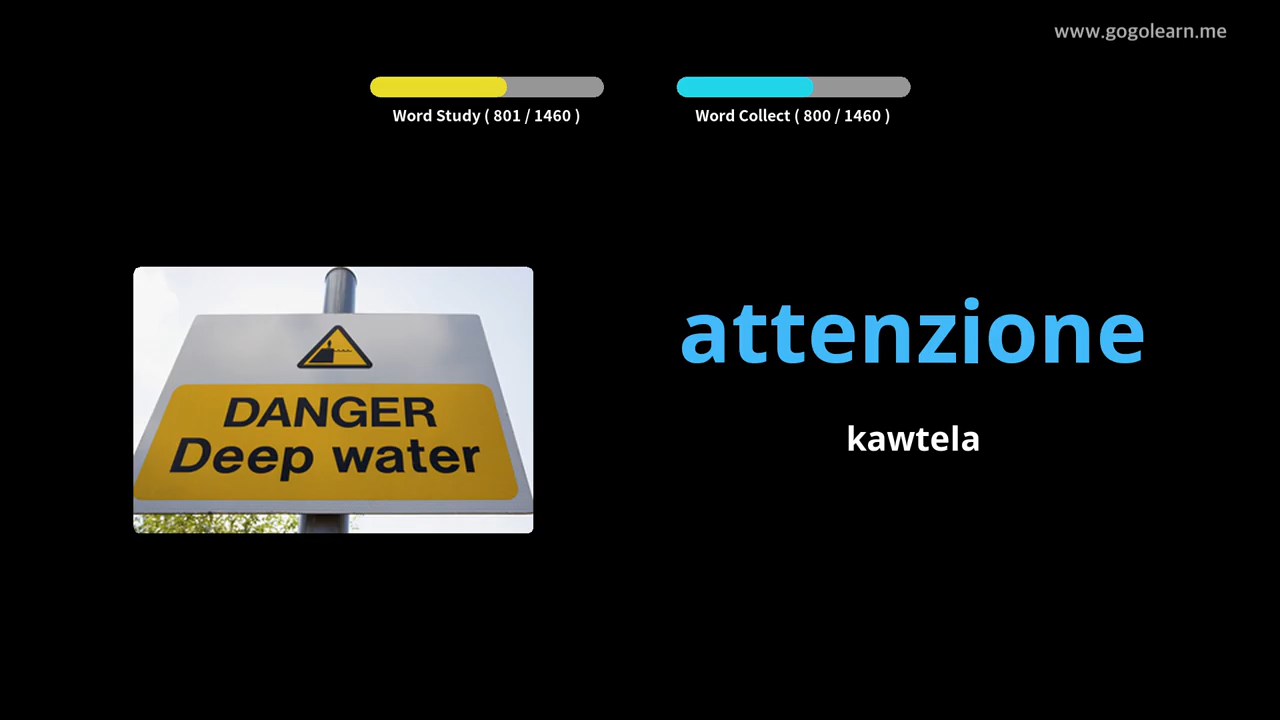 www.gogolearn.me
Word Study ( 801 / 1460 )
Word Collect ( 800 / 1460 )
DANGER
Deep water
attenzione
kawtela